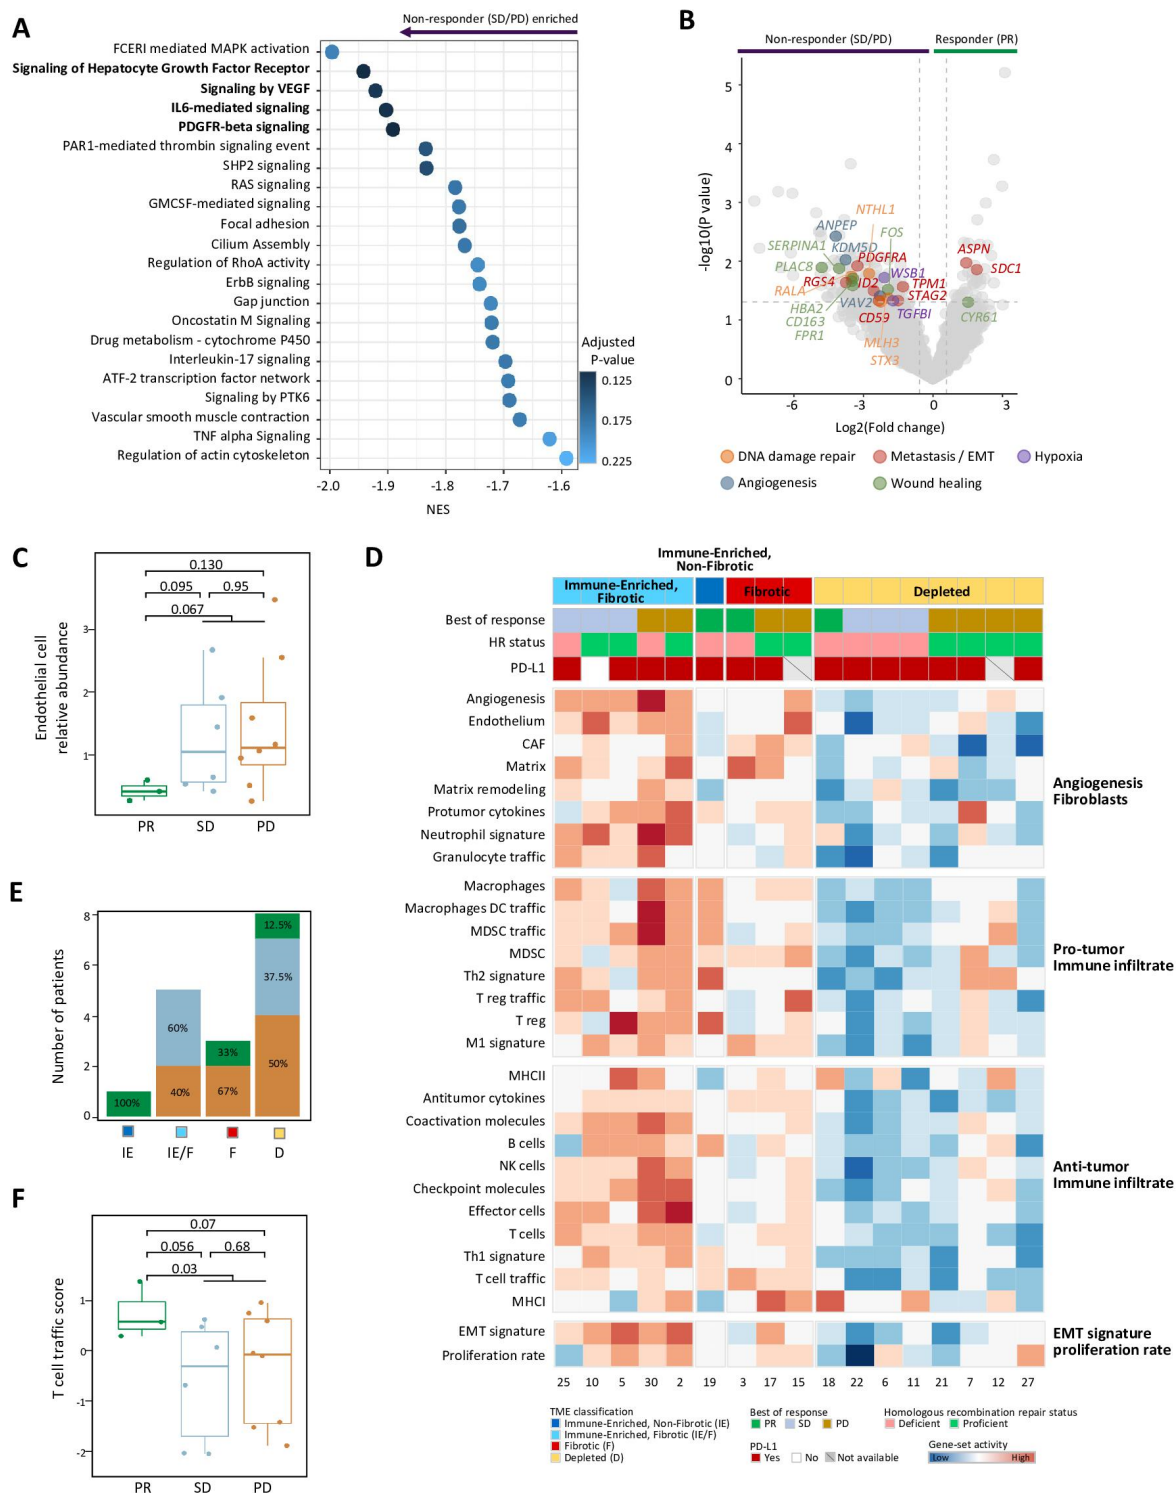 A
Non-responder (SD/PD) enriched
FCERI mediated MAPK activation
Signaling of Hepatocyte Growth Factor Receptor
Signaling by VEGF
IL6-mediated signaling
PDGFR-beta signaling
PAR1-mediated thrombin signaling event
SHP2 signaling
RAS signaling
GMCSF-mediated signaling
Focal adhesion
Cilium Assembly
Regulation of RhoA activity
ErbB signaling
Gap junction
Oncostatin M Signaling
Drug metabolism - cytochrome P450
Interleukin-17 signaling
ATF-2 transcription factor network
Signaling by PTK6
Vascular smooth muscle contraction
TNF alpha Signaling
Regulation of actin cytoskeleton
-2.0 -1.9 -1.8 -1.7 -1.6
NES
Adjusted
P-value
0.125
0.175
0.225
B
Non-responder (SD/PD) Responder (PR)
-log10(P value)
5
4
3
2
1
0
NTHL1
ANPEP
FOS
SERPINA1
KDM5D
PDGFRA
ASPN
PLAC8
WSB1
SDC1
RGS4
ID2
TPM1
RALA
STAG2
HBA2
VAV2
CD59
TGFBI
CYR61
CD163
FPR1
MLH3
STX3
-6 -3 0 3
Log2(Fold change)
DNA damage repair Metastasis / EMT Hypoxia
Angiogenesis Wound healing
C
Endothelial cell
relative abundance
0.130
0.095 0.95
0.067
3
2
1
PR SD PD
D
Immune-Enriched,
Non-Fibrotic
Immune-Enriched,
Fibrotic
Fibrotic
Depleted
Best of response
HR status
PD-L1
Angiogenesis
Endothelium
CAF
Matrix
Matrix remodeling
Protumor cytokines
Neutrophil signature
Granulocyte traffic
Angiogenesis
Fibroblasts
Macrophages
Macrophages DC traffic
MDSC traffic
MDSC
Th2 signature
T reg traffic
T reg
M1 signature
Pro-tumor
Immune infiltrate
MHCII
Antitumor cytokines
Coactivation molecules
B cells
NK cells
Checkpoint molecules
Effector cells
T cells
Th1 signature
T cell traffic
MHCI
Anti-tumor
Immune infiltrate
EMT signature
Proliferation rate
EMT signature
proliferation rate
25 10 5 30 2 19 3 17 15 18 22 6 11 21 7 12 27
TME classification
Immune-Enriched, Non-Fibrotic (IE)
Immune-Enriched, Fibrotic (IE/F)
Fibrotic (F)
Depleted (D)
Best of response
PR SD PD
PD-L1
Yes No Not available
Homologous recombination repair status
Deficient Proficient
Gene-set activity
Low High
E
Number of patients
8
6
4
2
0
100%
60%
40%
33%
67%
12.5%
37.5%
50%
IE IE/F F D
F
T cell traffic score
0.07
0.056 0.68
0.03
1
0
-1
-2
PR SD PD